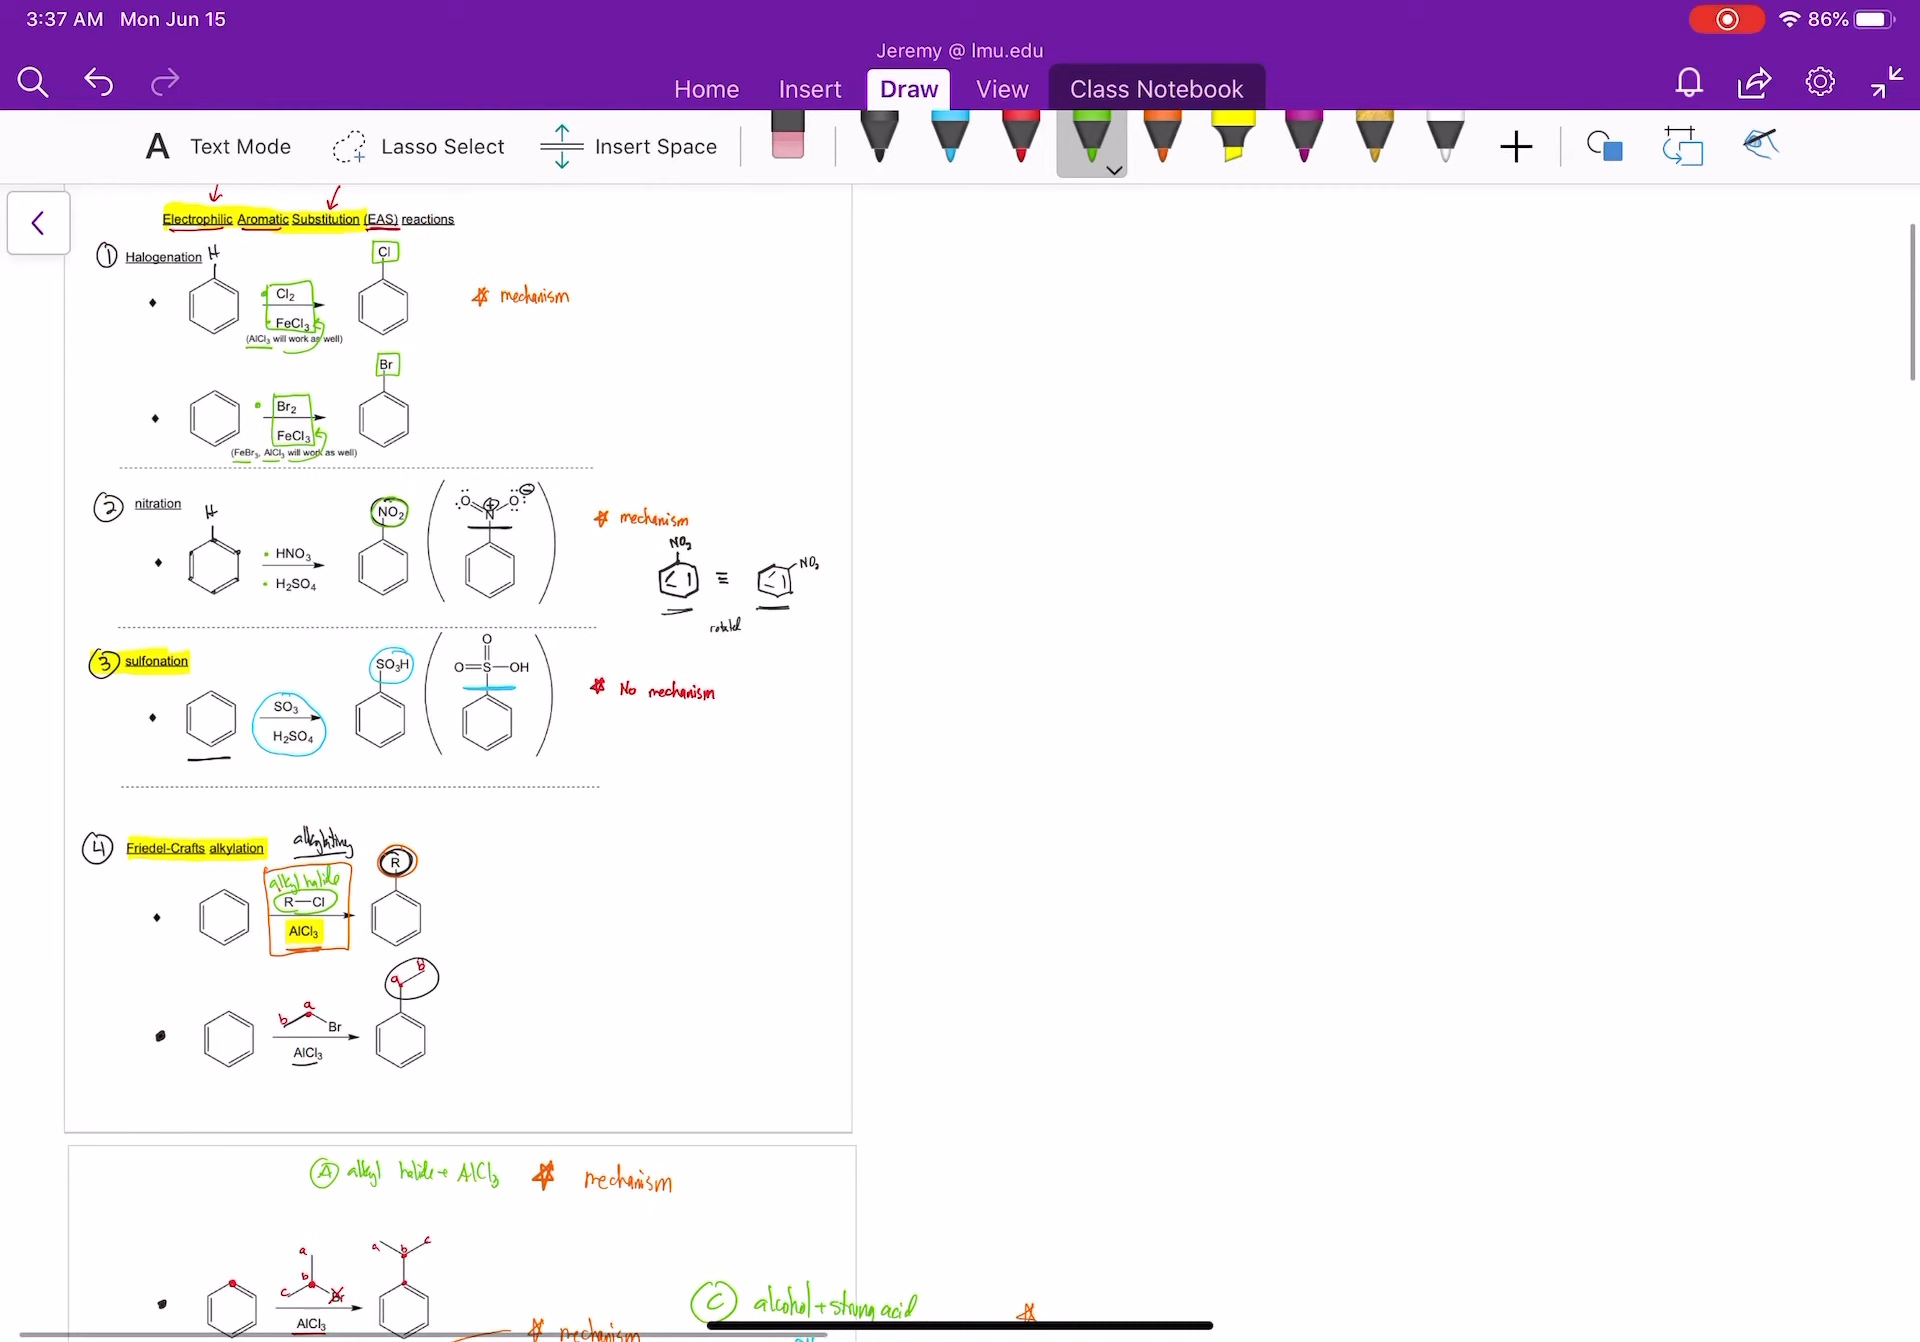 3:37 AM Mon Jun 15
86%
Jeremy @ lmu.edu
Home Insert Draw View Class Notebook
A Text Mode Lasso Select Insert Space
Electrophilic Aromatic Substitution (EAS) reactions
① Halogenation H
Cl
Cl₂
FeCl₃
(AlCl₃ will work as well)
mechanism
Br
Br₂
FeCl₃
(FeBr₃, AlCl₃ will work as well)
② nitration
H
HNO₃
H₂SO₄
NO₂
:O N⊕ O:⊖
mechanism
NO₂ ≡ NO₂
rotated
③ sulfonation
SO₃
H₂SO₄
SO₃H
O
O=S—OH
No mechanism
④ Friedel-Crafts alkylation
alkylating
alkyl halide
R—Cl
AlCl₃
R
b a Br
AlCl₃
a b
Ⓐ alkyl halide + AlCl₃ mechanism
a
b
c Br
AlCl₃
a b c
mechanism
Ⓒ alcohol + strong acid